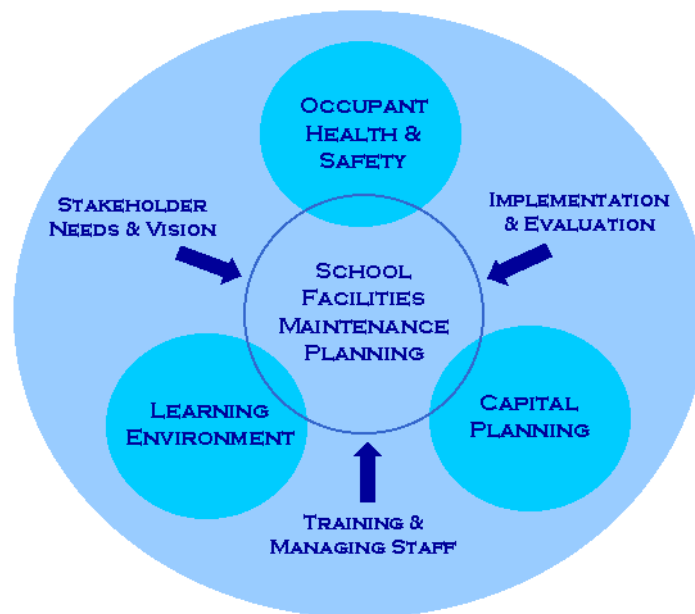 OCCUPANT
HEALTH &
SAFETY
STAKEHOLDER
NEEDS & VISION
IMPLEMENTATION
& EVALUATION
SCHOOL
FACILITIES
MAINTENANCE
PLANNING
LEARNING
ENVIRONMENT
CAPITAL
PLANNING
TRAINING &
MANAGING STAFF